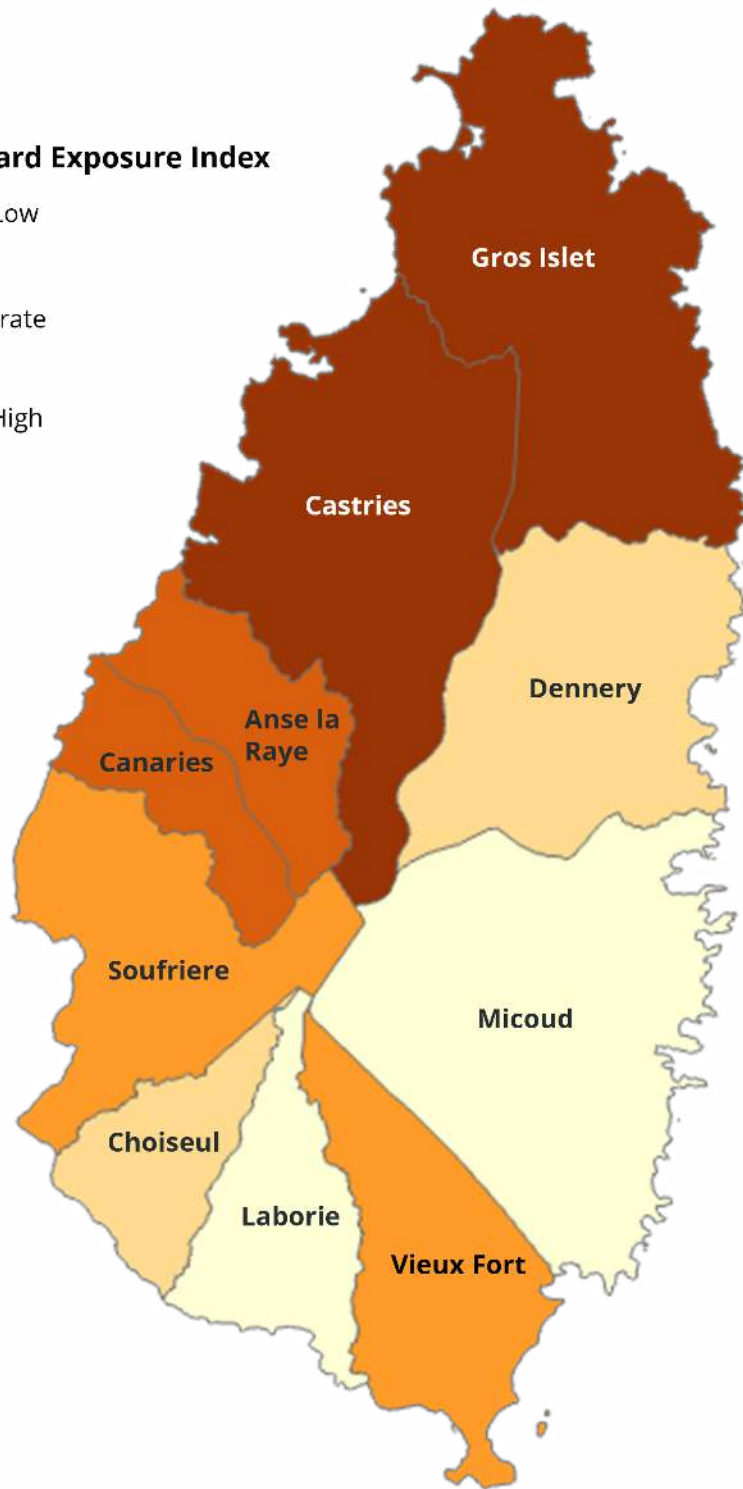 ard Exposure Index
Low
rate
High
Gros Islet
Castries
Dennery
Anse la
Raye
Canaries
Soufriere
Micoud
Choiseul
Laborie
Vieux Fort